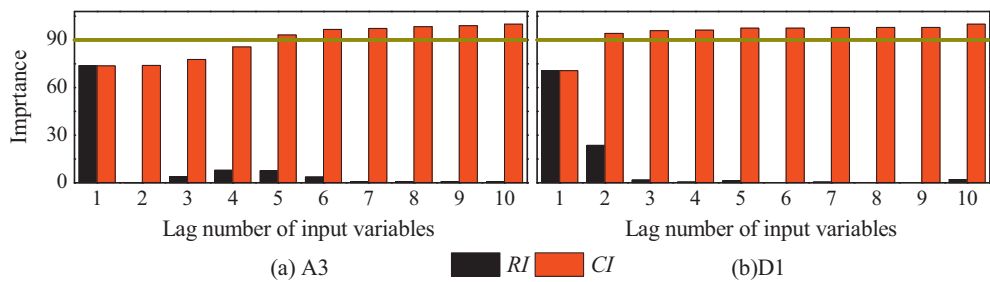 Imprtance
90
60
30
0
1 2 3 4 5 6 7 8 9 10
1 2 3 4 5 6 7 8 9 10
Lag number of input variables
Lag number of input variables
(a) A3
RI
CI
(b)D1